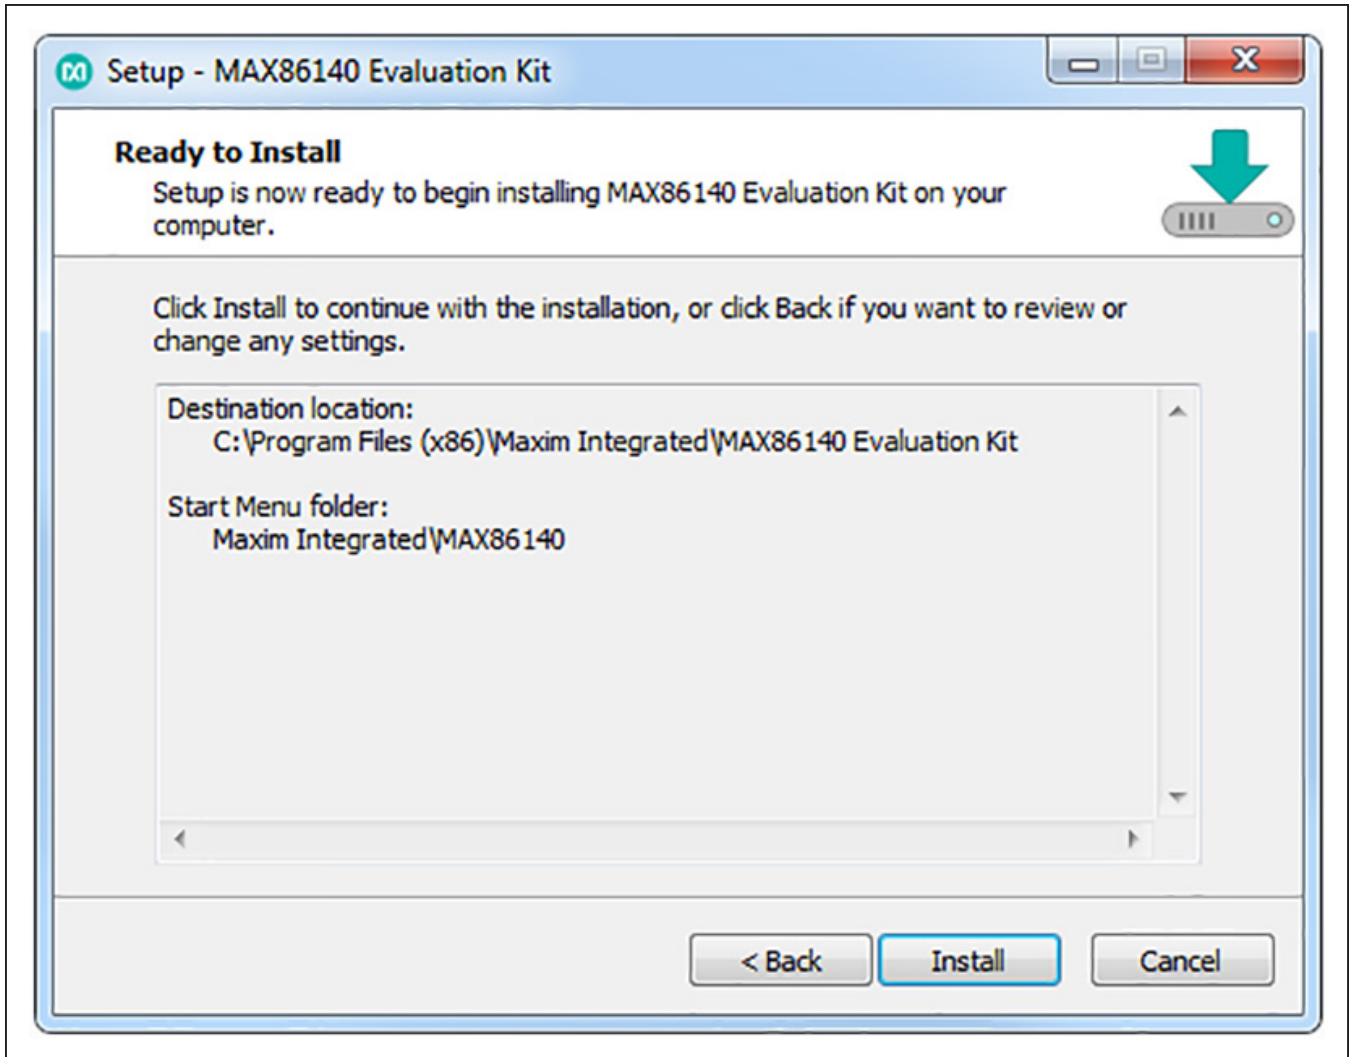 Setup - MAX86140 Evaluation Kit
Ready to Install
Setup is now ready to begin installing MAX86140 Evaluation Kit on your
computer.
Click Install to continue with the installation, or click Back if you want to review or
change any settings.
Destination location:
C:\Program Files (x86)\Maxim Integrated\MAX86140 Evaluation Kit
Start Menu folder:
Maxim Integrated\MAX86140
< Back Install Cancel